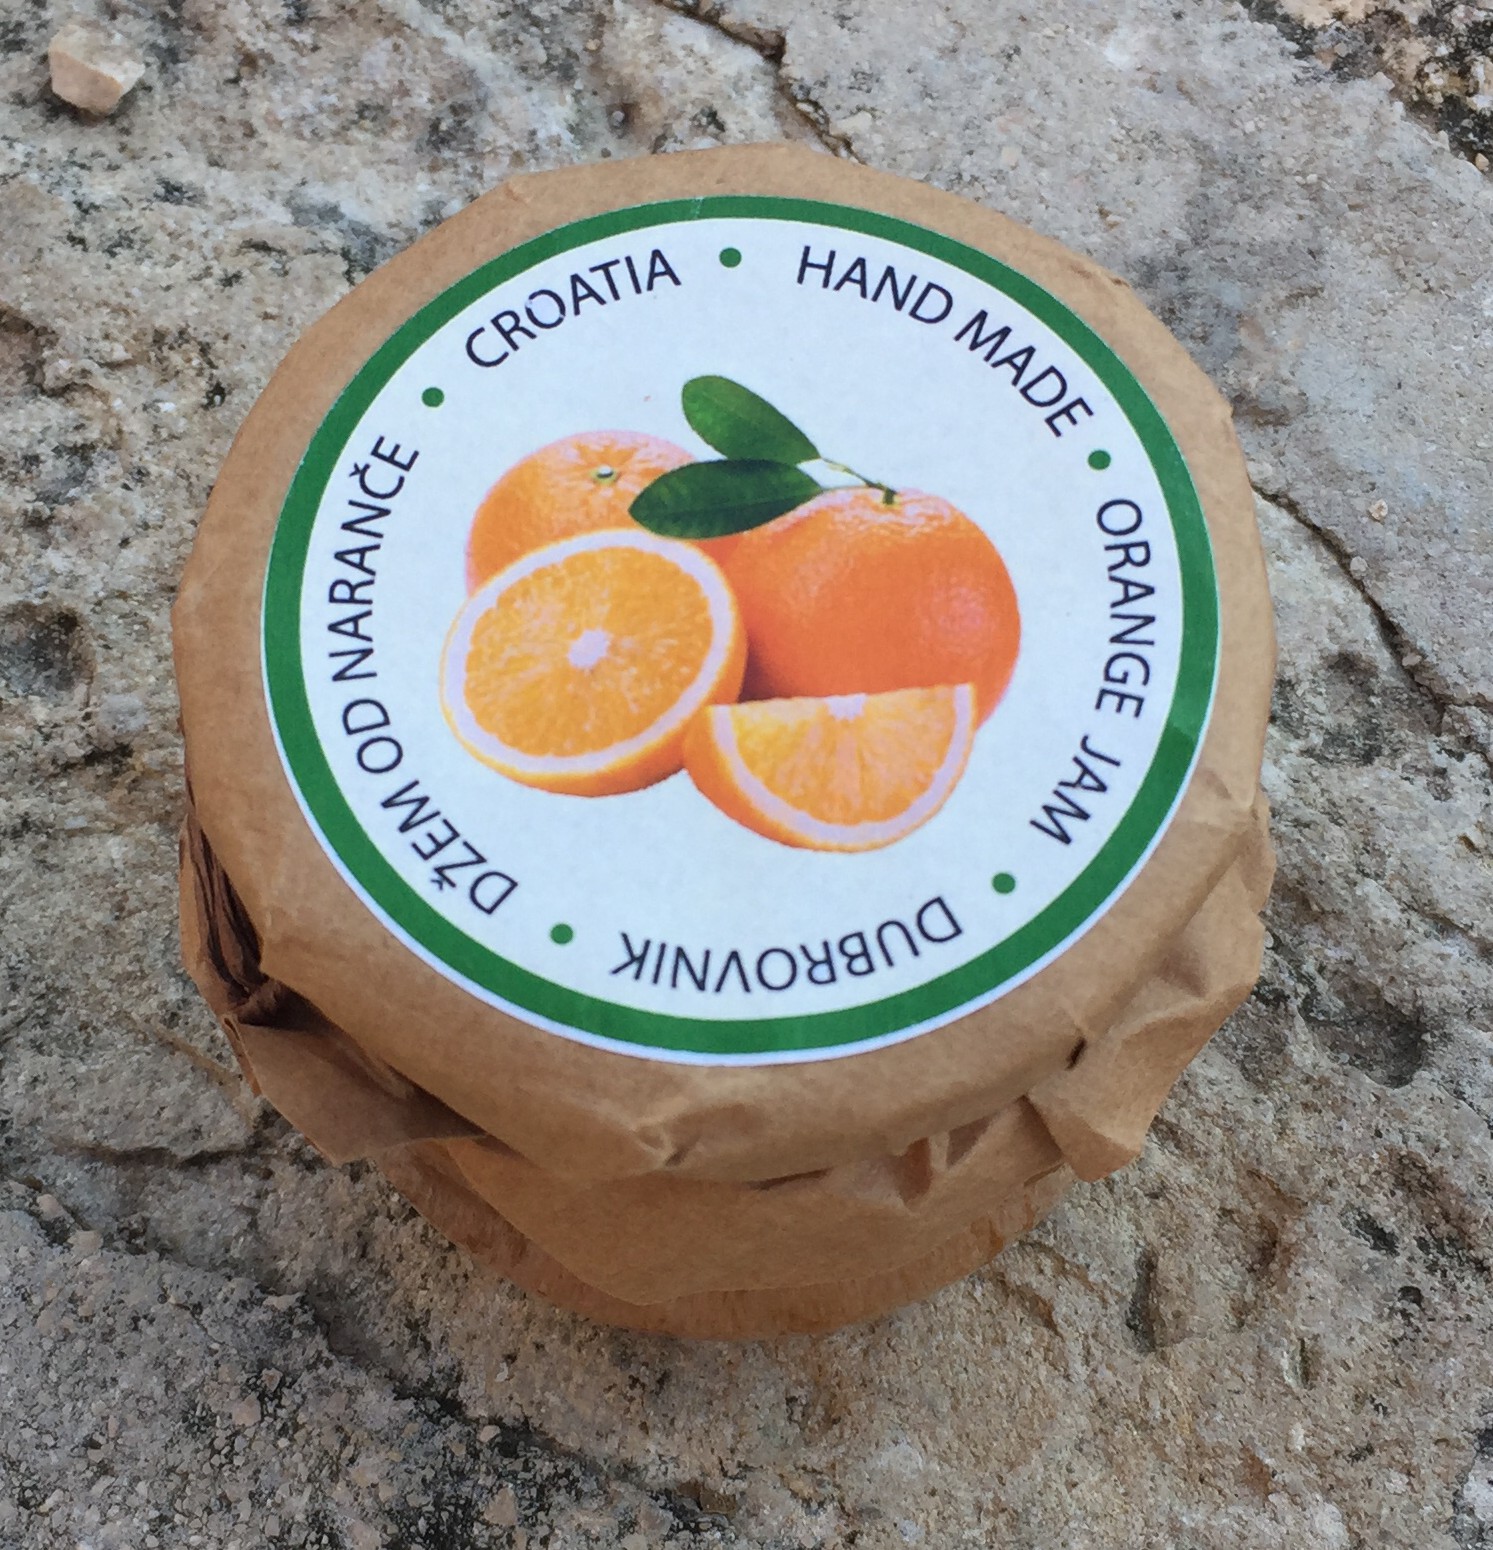 HAND MADE • ORANGE JAM • DUBROVNIK • DŽEM OD NARANČE • CROATIA •